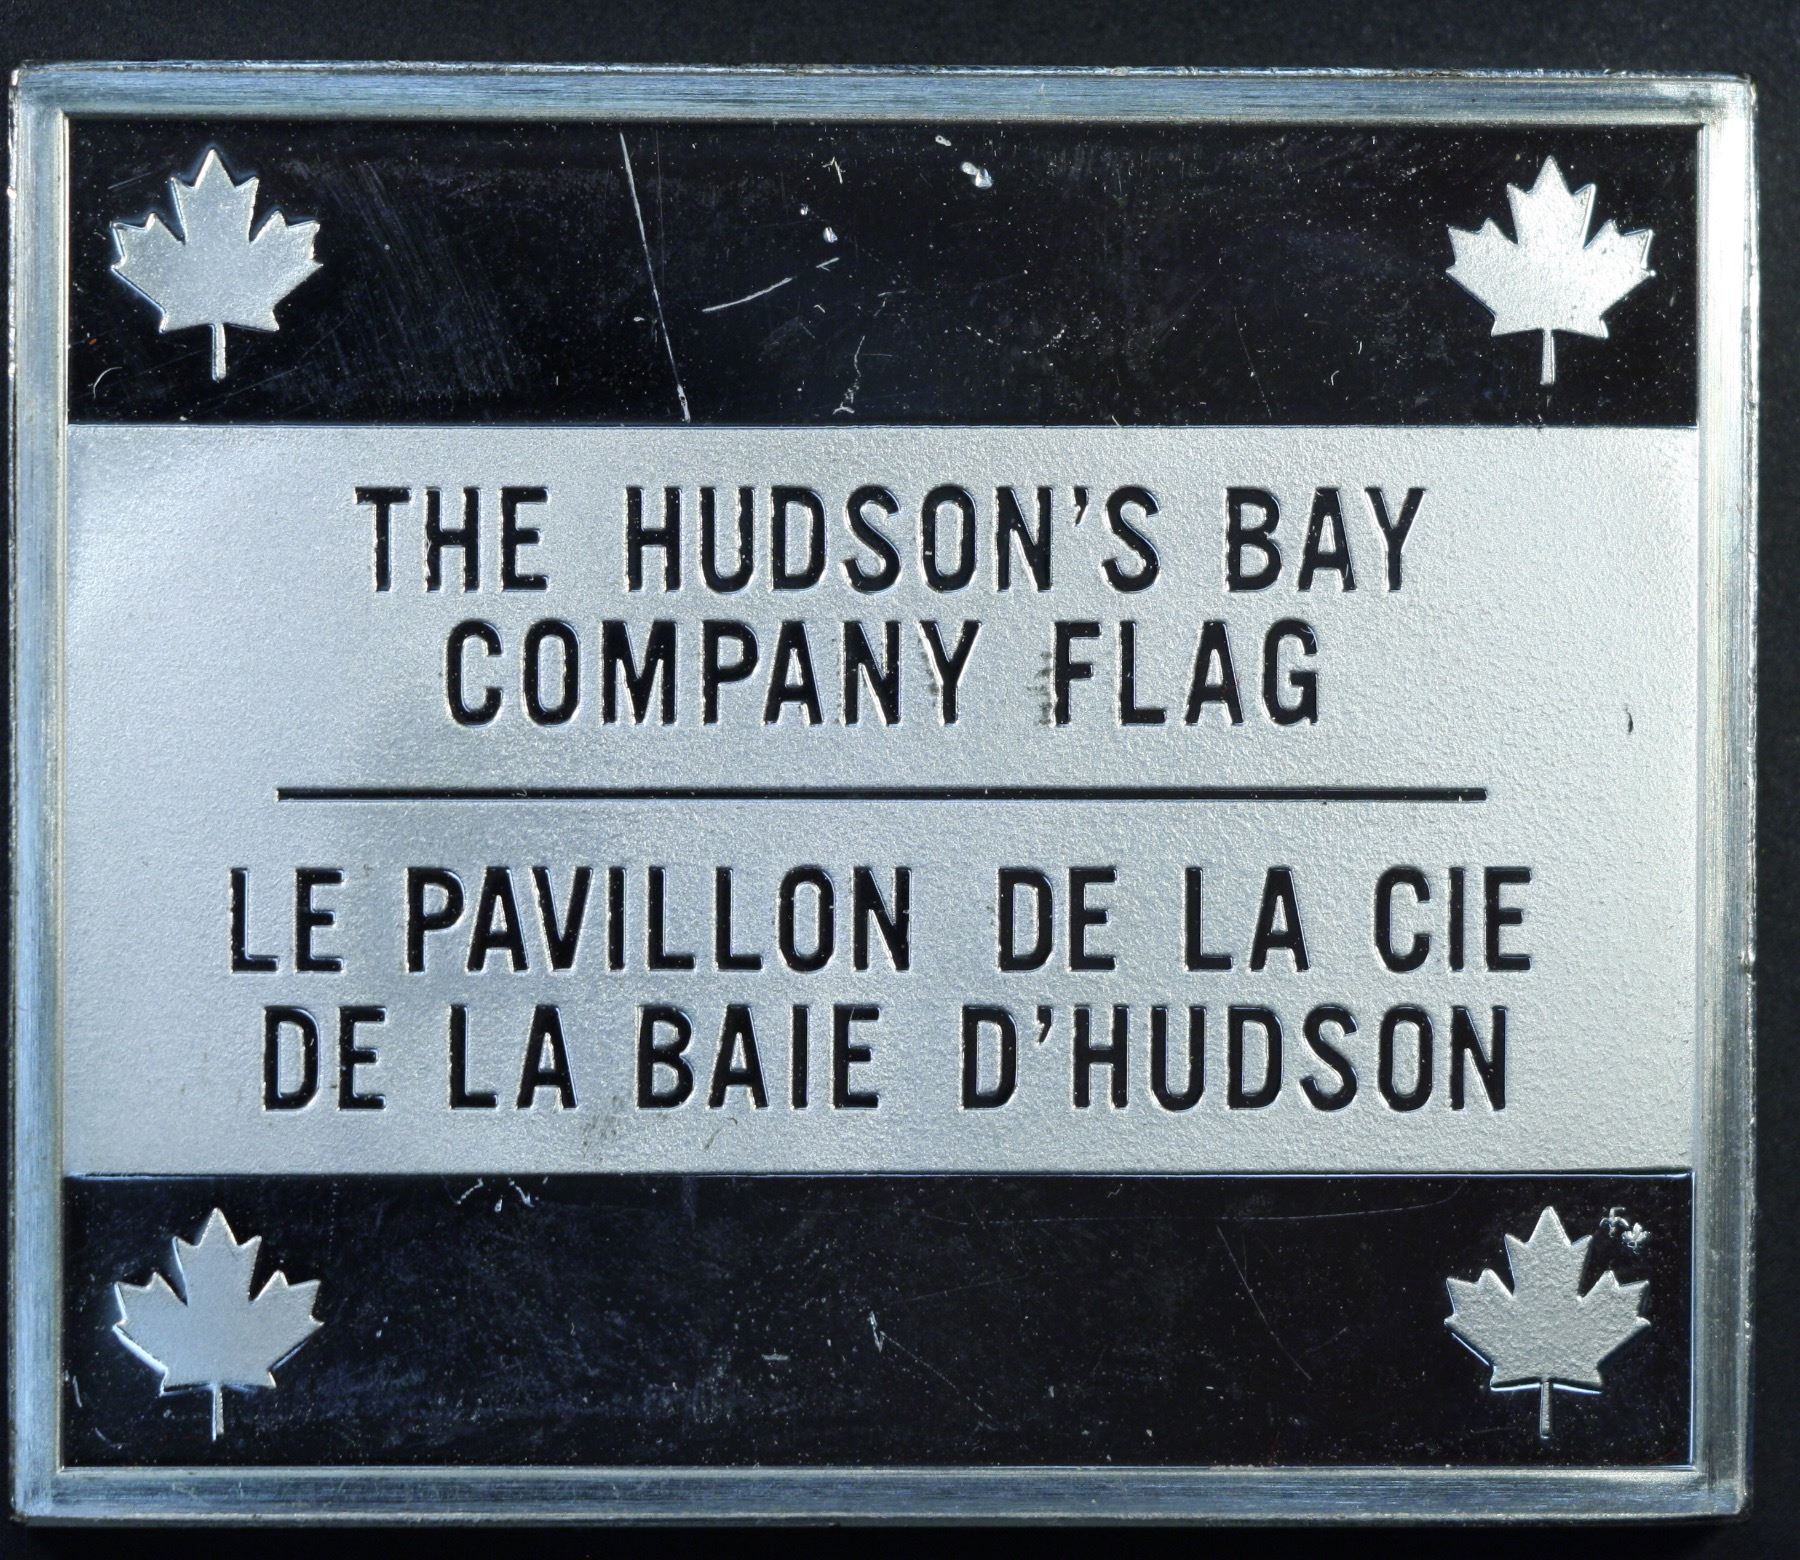 THE HUDSON'S BAY
COMPANY FLAG
LE PAVILLON DE LA CIE
DE LA BAIE D'HUDSON